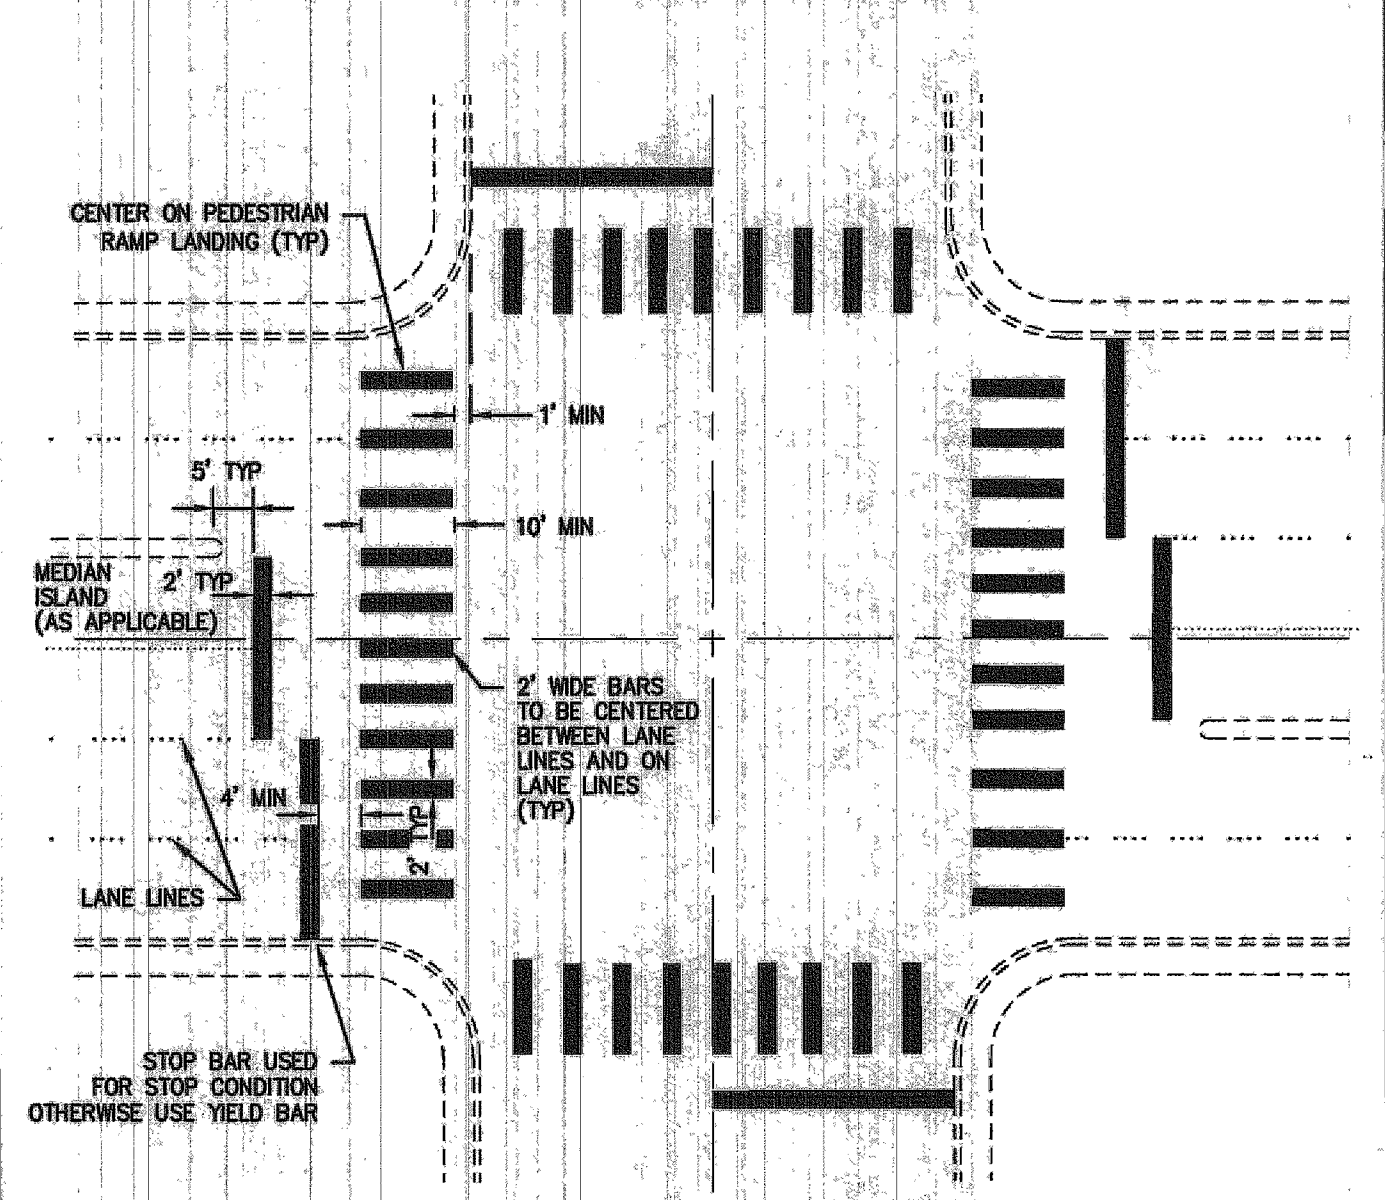 CENTER ON PEDESTRIAN
RAMP LANDING (TYP)
1' MIN
5' TYP
10' MIN
MEDIAN
ISLAND
(AS APPLICABLE)
2' TYP
2' WIDE BARS
TO BE CENTERED
BETWEEN LANE
LINES AND ON
LANE LINES
(TYP)
4' MIN
2' TYP
LANE LINES
STOP BAR USED
FOR STOP CONDITION
OTHERWISE USE YIELD BAR